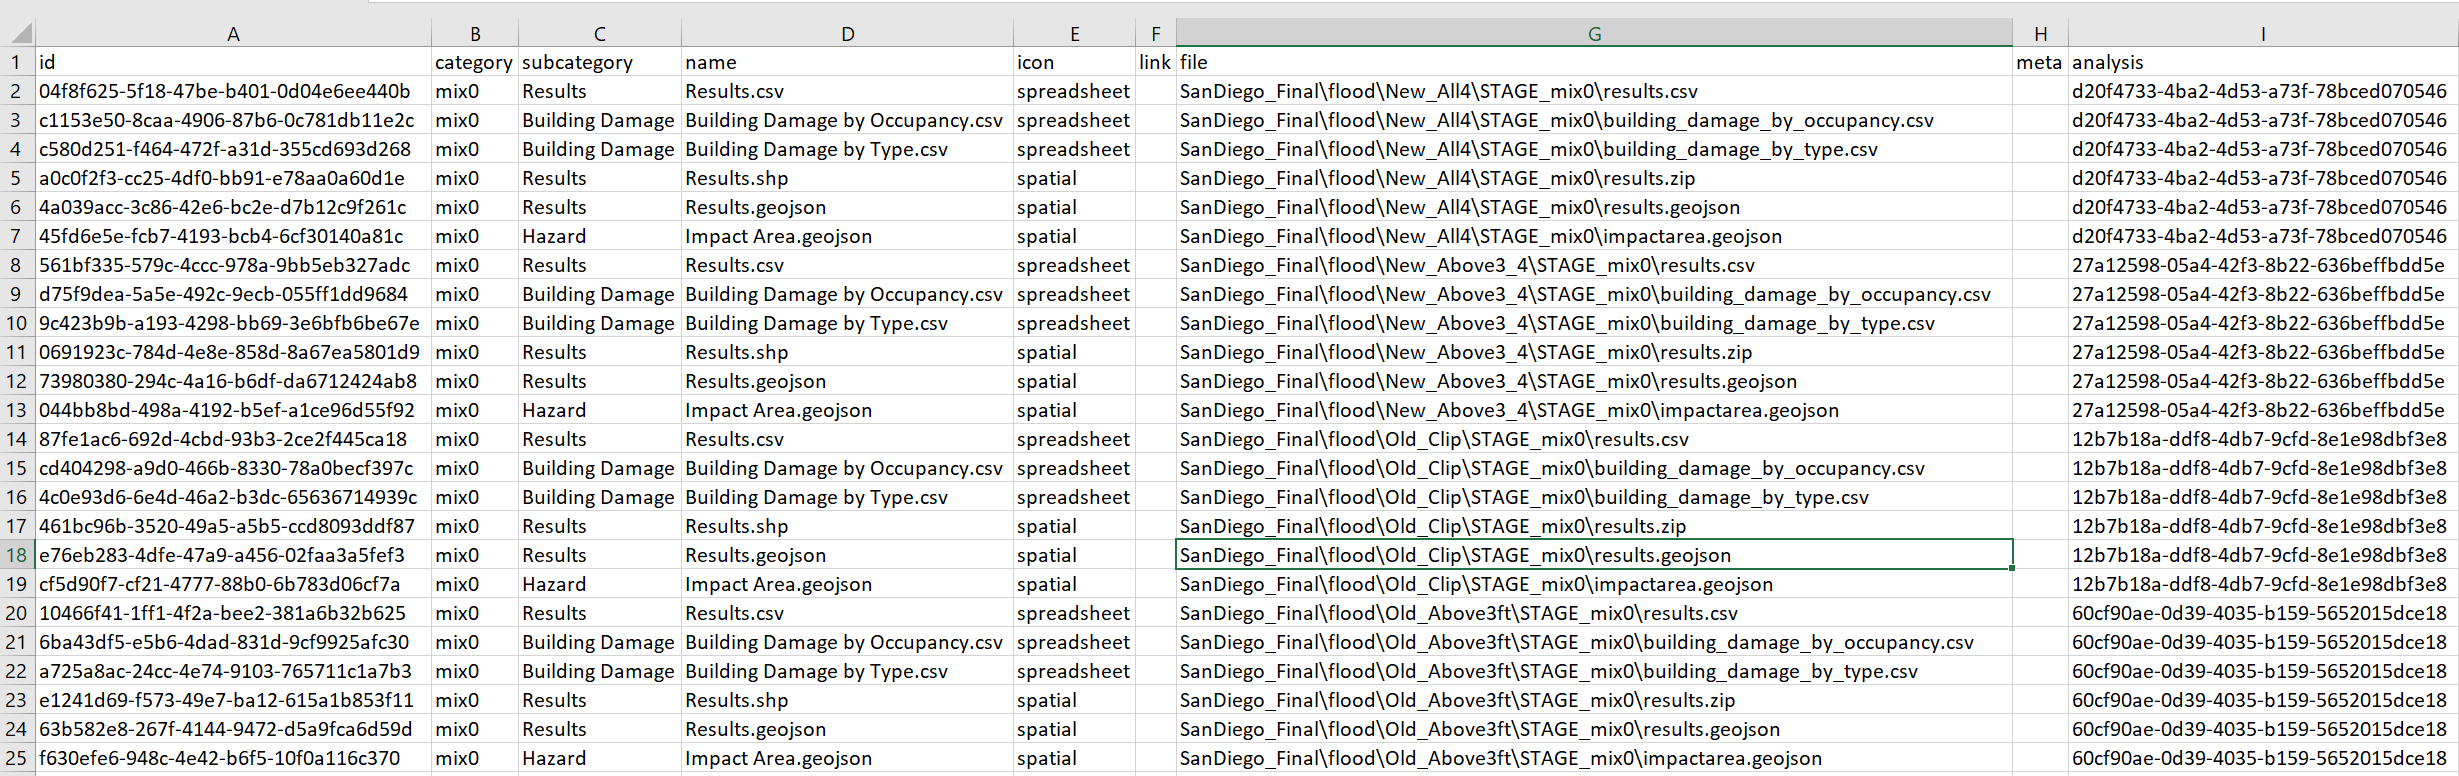 A B C D E F G H I
1 id category subcategory name icon link file meta analysis
2 04f8f625-5f18-47be-b401-0d04e6ee440b mix0 Results Results.csv spreadsheet SanDiego_Final\flood\New_All4\STAGE_mix0\results.csv d20f4733-4ba2-4d53-a73f-78bced070546
3 c1153e50-8caa-4906-87b6-0c781db11e2c mix0 Building Damage Building Damage by Occupancy.csv spreadsheet SanDiego_Final\flood\New_All4\STAGE_mix0\building_damage_by_occupancy.csv d20f4733-4ba2-4d53-a73f-78bced070546
4 c580d251-f464-472f-a31d-355cd693d268 mix0 Building Damage Building Damage by Type.csv spreadsheet SanDiego_Final\flood\New_All4\STAGE_mix0\building_damage_by_type.csv d20f4733-4ba2-4d53-a73f-78bced070546
5 a0c0f2f3-cc25-4df0-bb91-e78aa0a60d1e mix0 Results Results.shp spatial SanDiego_Final\flood\New_All4\STAGE_mix0\results.zip d20f4733-4ba2-4d53-a73f-78bced070546
6 4a039acc-3c86-42e6-bc2e-d7b12c9f261c mix0 Results Results.geojson spatial SanDiego_Final\flood\New_All4\STAGE_mix0\results.geojson d20f4733-4ba2-4d53-a73f-78bced070546
7 45fd6e5e-fcb7-4193-bcb4-6cf30140a81c mix0 Hazard Impact Area.geojson spatial SanDiego_Final\flood\New_All4\STAGE_mix0\impactarea.geojson d20f4733-4ba2-4d53-a73f-78bced070546
8 561bf335-579c-4ccc-978a-9bb5eb327adc mix0 Results Results.csv spreadsheet SanDiego_Final\flood\New_Above3_4\STAGE_mix0\results.csv 27a12598-05a4-42f3-8b22-636beffbdd5e
9 d75f9dea-5a5e-492c-9ecb-055ff1dd9684 mix0 Building Damage Building Damage by Occupancy.csv spreadsheet SanDiego_Final\flood\New_Above3_4\STAGE_mix0\building_damage_by_occupancy.csv 27a12598-05a4-42f3-8b22-636beffbdd5e
10 9c423b9b-a193-4298-bb69-3e6bfb6be67e mix0 Building Damage Building Damage by Type.csv spreadsheet SanDiego_Final\flood\New_Above3_4\STAGE_mix0\building_damage_by_type.csv 27a12598-05a4-42f3-8b22-636beffbdd5e
11 0691923c-784d-4e8e-858d-8a67ea5801d9 mix0 Results Results.shp spatial SanDiego_Final\flood\New_Above3_4\STAGE_mix0\results.zip 27a12598-05a4-42f3-8b22-636beffbdd5e
12 73980380-294c-4a16-b6df-da6712424ab8 mix0 Results Results.geojson spatial SanDiego_Final\flood\New_Above3_4\STAGE_mix0\results.geojson 27a12598-05a4-42f3-8b22-636beffbdd5e
13 044bb8bd-498a-4192-b5ef-a1ce96d55f92 mix0 Hazard Impact Area.geojson spatial SanDiego_Final\flood\New_Above3_4\STAGE_mix0\impactarea.geojson 27a12598-05a4-42f3-8b22-636beffbdd5e
14 87fe1ac6-692d-4cbd-93b3-2ce2f445ca18 mix0 Results Results.csv spreadsheet SanDiego_Final\flood\Old_Clip\STAGE_mix0\results.csv 12b7b18a-ddf8-4db7-9cfd-8e1e98dbf3e8
15 cd404298-a9d0-466b-8330-78a0becf397c mix0 Building Damage Building Damage by Occupancy.csv spreadsheet SanDiego_Final\flood\Old_Clip\STAGE_mix0\building_damage_by_occupancy.csv 12b7b18a-ddf8-4db7-9cfd-8e1e98dbf3e8
16 4c0e93d6-6e4d-46a2-b3dc-65636714939c mix0 Building Damage Building Damage by Type.csv spreadsheet SanDiego_Final\flood\Old_Clip\STAGE_mix0\building_damage_by_type.csv 12b7b18a-ddf8-4db7-9cfd-8e1e98dbf3e8
17 461bc96b-3520-49a5-a5b5-ccd8093ddf87 mix0 Results Results.shp spatial SanDiego_Final\flood\Old_Clip\STAGE_mix0\results.zip 12b7b18a-ddf8-4db7-9cfd-8e1e98dbf3e8
18 e76eb283-4dfe-47a9-a456-02faa3a5fef3 mix0 Results Results.geojson spatial SanDiego_Final\flood\Old_Clip\STAGE_mix0\results.geojson 12b7b18a-ddf8-4db7-9cfd-8e1e98dbf3e8
19 cf5d90f7-cf21-4777-88b0-6b783d06cf7a mix0 Hazard Impact Area.geojson spatial SanDiego_Final\flood\Old_Clip\STAGE_mix0\impactarea.geojson 12b7b18a-ddf8-4db7-9cfd-8e1e98dbf3e8
20 10466f41-1ff1-4f2a-bee2-381a6b32b625 mix0 Results Results.csv spreadsheet SanDiego_Final\flood\Old_Above3ft\STAGE_mix0\results.csv 60cf90ae-0d39-4035-b159-5652015dce18
21 6ba43df5-e5b6-4dad-831d-9cf9925afc30 mix0 Building Damage Building Damage by Occupancy.csv spreadsheet SanDiego_Final\flood\Old_Above3ft\STAGE_mix0\building_damage_by_occupancy.csv 60cf90ae-0d39-4035-b159-5652015dce18
22 a725a8ac-24cc-4e74-9103-765711c1a7b3 mix0 Building Damage Building Damage by Type.csv spreadsheet SanDiego_Final\flood\Old_Above3ft\STAGE_mix0\building_damage_by_type.csv 60cf90ae-0d39-4035-b159-5652015dce18
23 e1241d69-f573-49e7-ba12-615a1b853f11 mix0 Results Results.shp spatial SanDiego_Final\flood\Old_Above3ft\STAGE_mix0\results.zip 60cf90ae-0d39-4035-b159-5652015dce18
24 63b582e8-267f-4144-9472-d5a9fca6d59d mix0 Results Results.geojson spatial SanDiego_Final\flood\Old_Above3ft\STAGE_mix0\results.geojson 60cf90ae-0d39-4035-b159-5652015dce18
25 f630efe6-948c-4e42-b6f5-10f0a116c370 mix0 Hazard Impact Area.geojson spatial SanDiego_Final\flood\Old_Above3ft\STAGE_mix0\impactarea.geojson 60cf90ae-0d39-4035-b159-5652015dce18